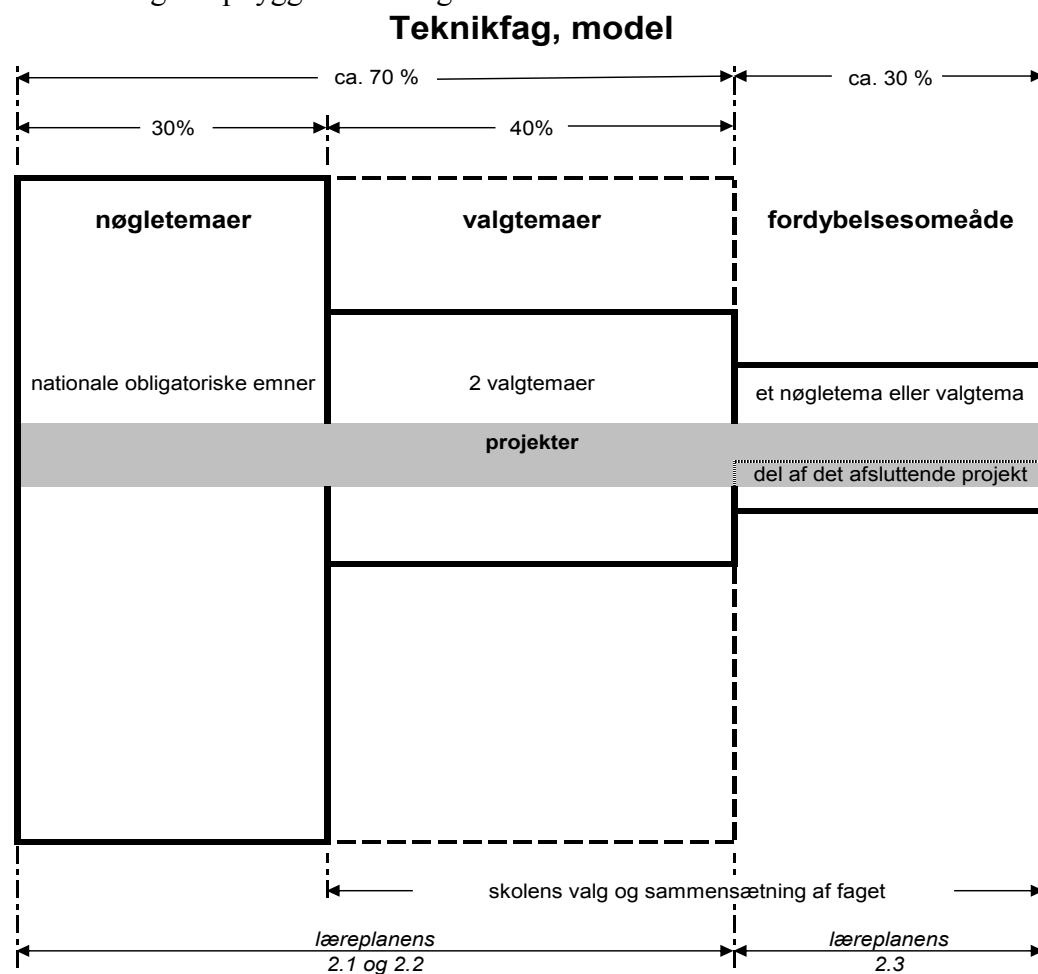 Teknikfag, model
ca. 70 %
ca. 30 %
30%
40%
nøgletemaer
valgtemaer
fordybelsesomeåde
nationale obligatoriske emner
2 valgtemaer
et nøgletema eller valgtema
projekter
del af det afsluttende projekt
skolens valg og sammensætning af faget
læreplanens
2.1 og 2.2
læreplanens
2.3